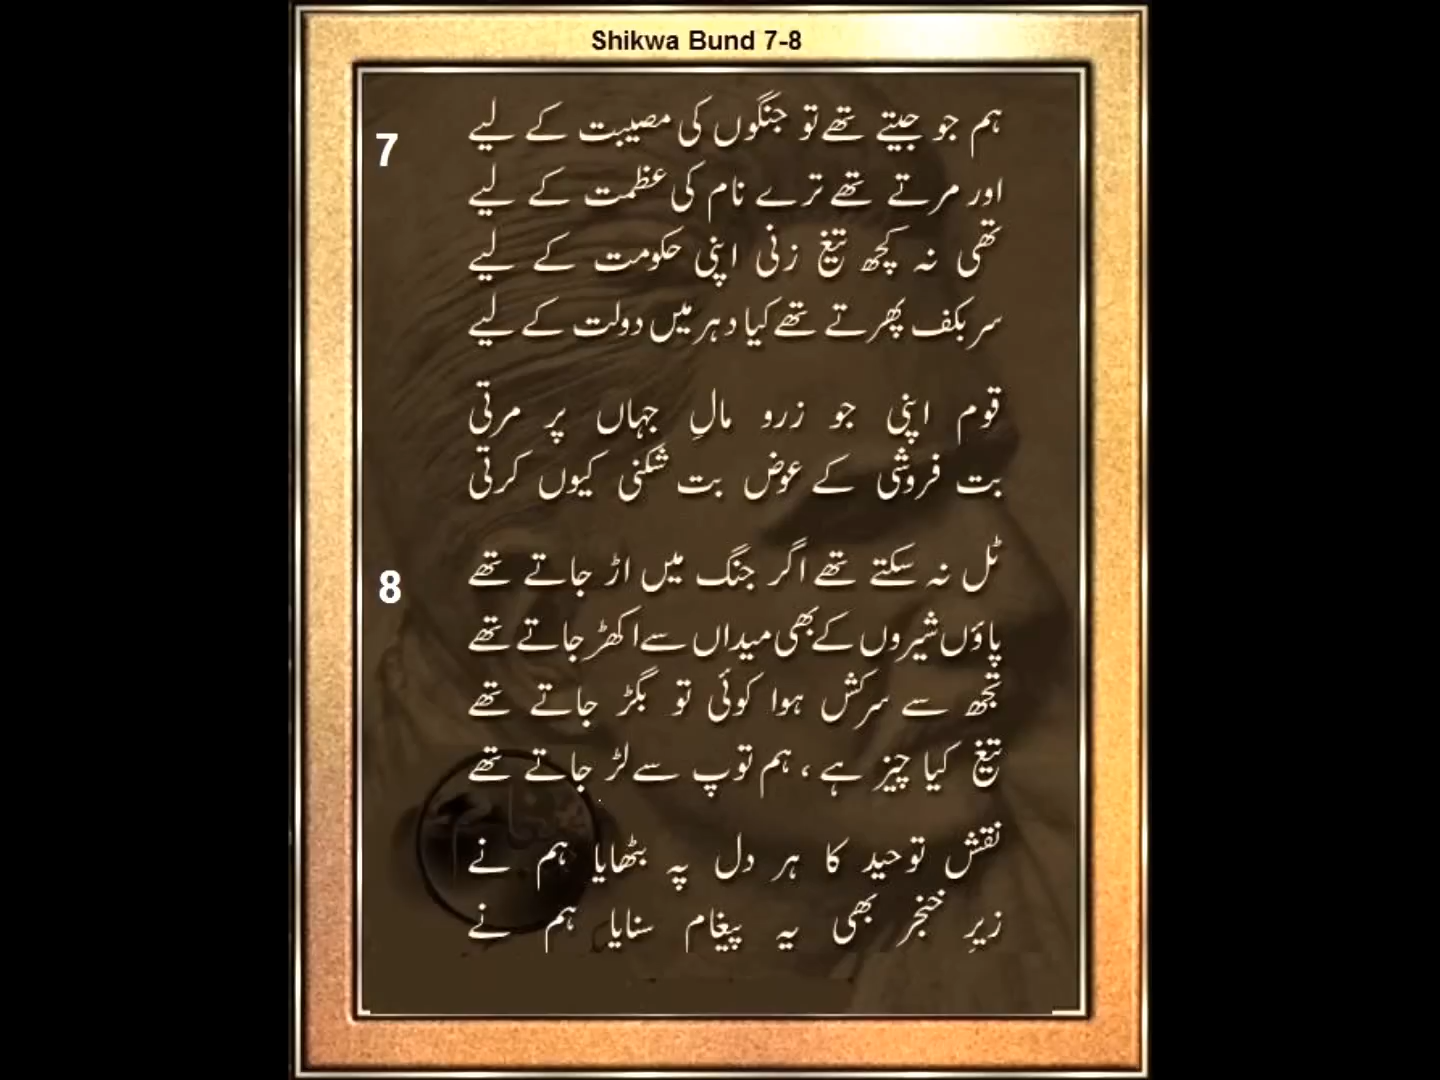 Shikwa Bund 7-8
7
ہم جو جیتے تھے تو جنگوں کی مصیبت کے لیے
اور مرتے تھے ترے نام کی عظمت کے لیے
تھی نہ کچھ تیغ زنی اپنی حکومت کے لیے
سربکف پھرتے تھے کیا دہر میں دولت کے لیے
قوم اپنی جو زرو مالِ جہاں پر مرتی
بت فروشی کے عوض بت شکنی کیوں کرتی
8
ٹل نہ سکتے تھے اگر جنگ میں اڑ جاتے تھے
پاؤں شیروں کے بھی میداں سے اکھڑ جاتے تھے
تجھ سے سرکش ہوا کوئی تو بگڑ جاتے تھے
تیغ کیا چیز ہے ، ہم توپ سے لڑ جاتے تھے
نقش توحید کا ہر دل پہ بٹھایا ہم نے
زیرِ خنجر بھی یہ پیغام سنایا ہم نے